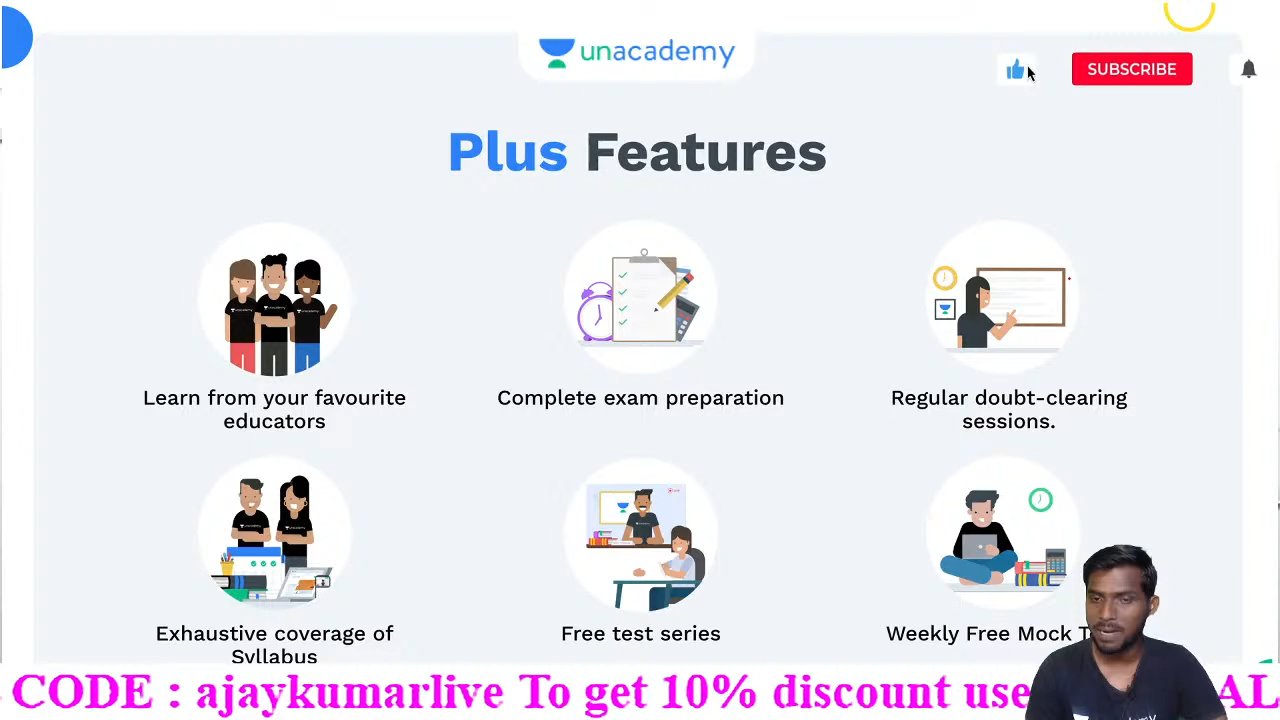 unacademy
SUBSCRIBE
Plus Features
Learn from your favourite
educators
Complete exam preparation
Regular doubt-clearing
sessions.
Exhaustive coverage of
Syllabus
Free test series
Weekly Free Mock
CODE : ajaykumarlive To get 10% discount use
AL